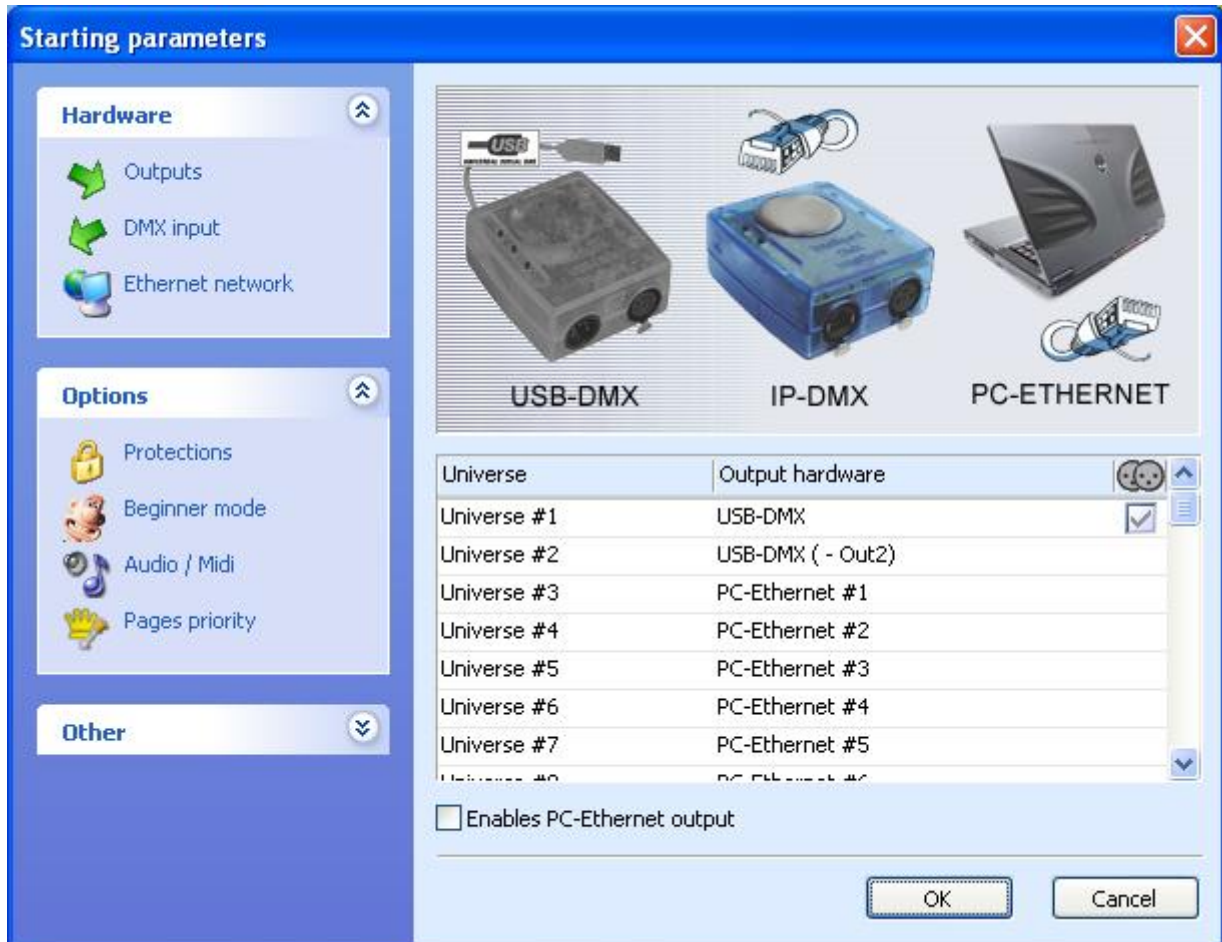 Starting parameters
Hardware
Outputs
DMX input
Ethernet network
Options
Protections
Beginner mode
Audio / Midi
Pages priority
Other
USB
USB-DMX
IP-DMX
PC-ETHERNET
Universe Output hardware
Universe #1 USB-DMX
Universe #2 USB-DMX ( - Out2)
Universe #3 PC-Ethernet #1
Universe #4 PC-Ethernet #2
Universe #5 PC-Ethernet #3
Universe #6 PC-Ethernet #4
Universe #7 PC-Ethernet #5
Enables PC-Ethernet output
OK
Cancel